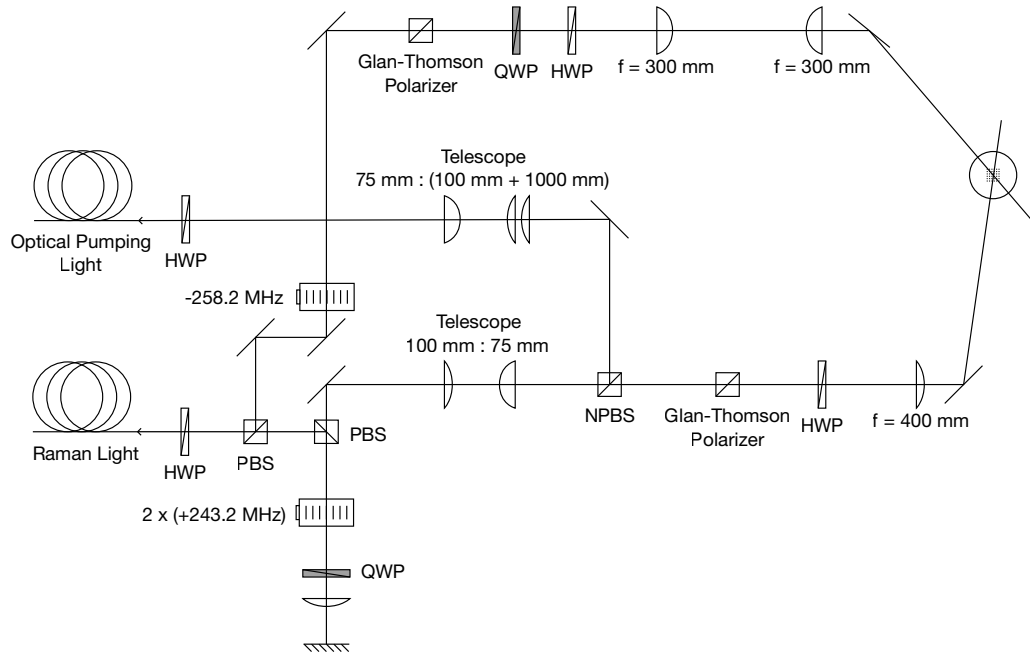 Glan-Thomson
Polarizer
QWP
HWP
f = 300 mm
f = 300 mm
Telescope
75 mm : (100 mm + 1000 mm)
Optical Pumping
Light
HWP
-258.2 MHz
Telescope
100 mm : 75 mm
NPBS
Glan-Thomson
Polarizer
HWP
f = 400 mm
Raman Light
HWP
PBS
PBS
2 x (+243.2 MHz)
QWP